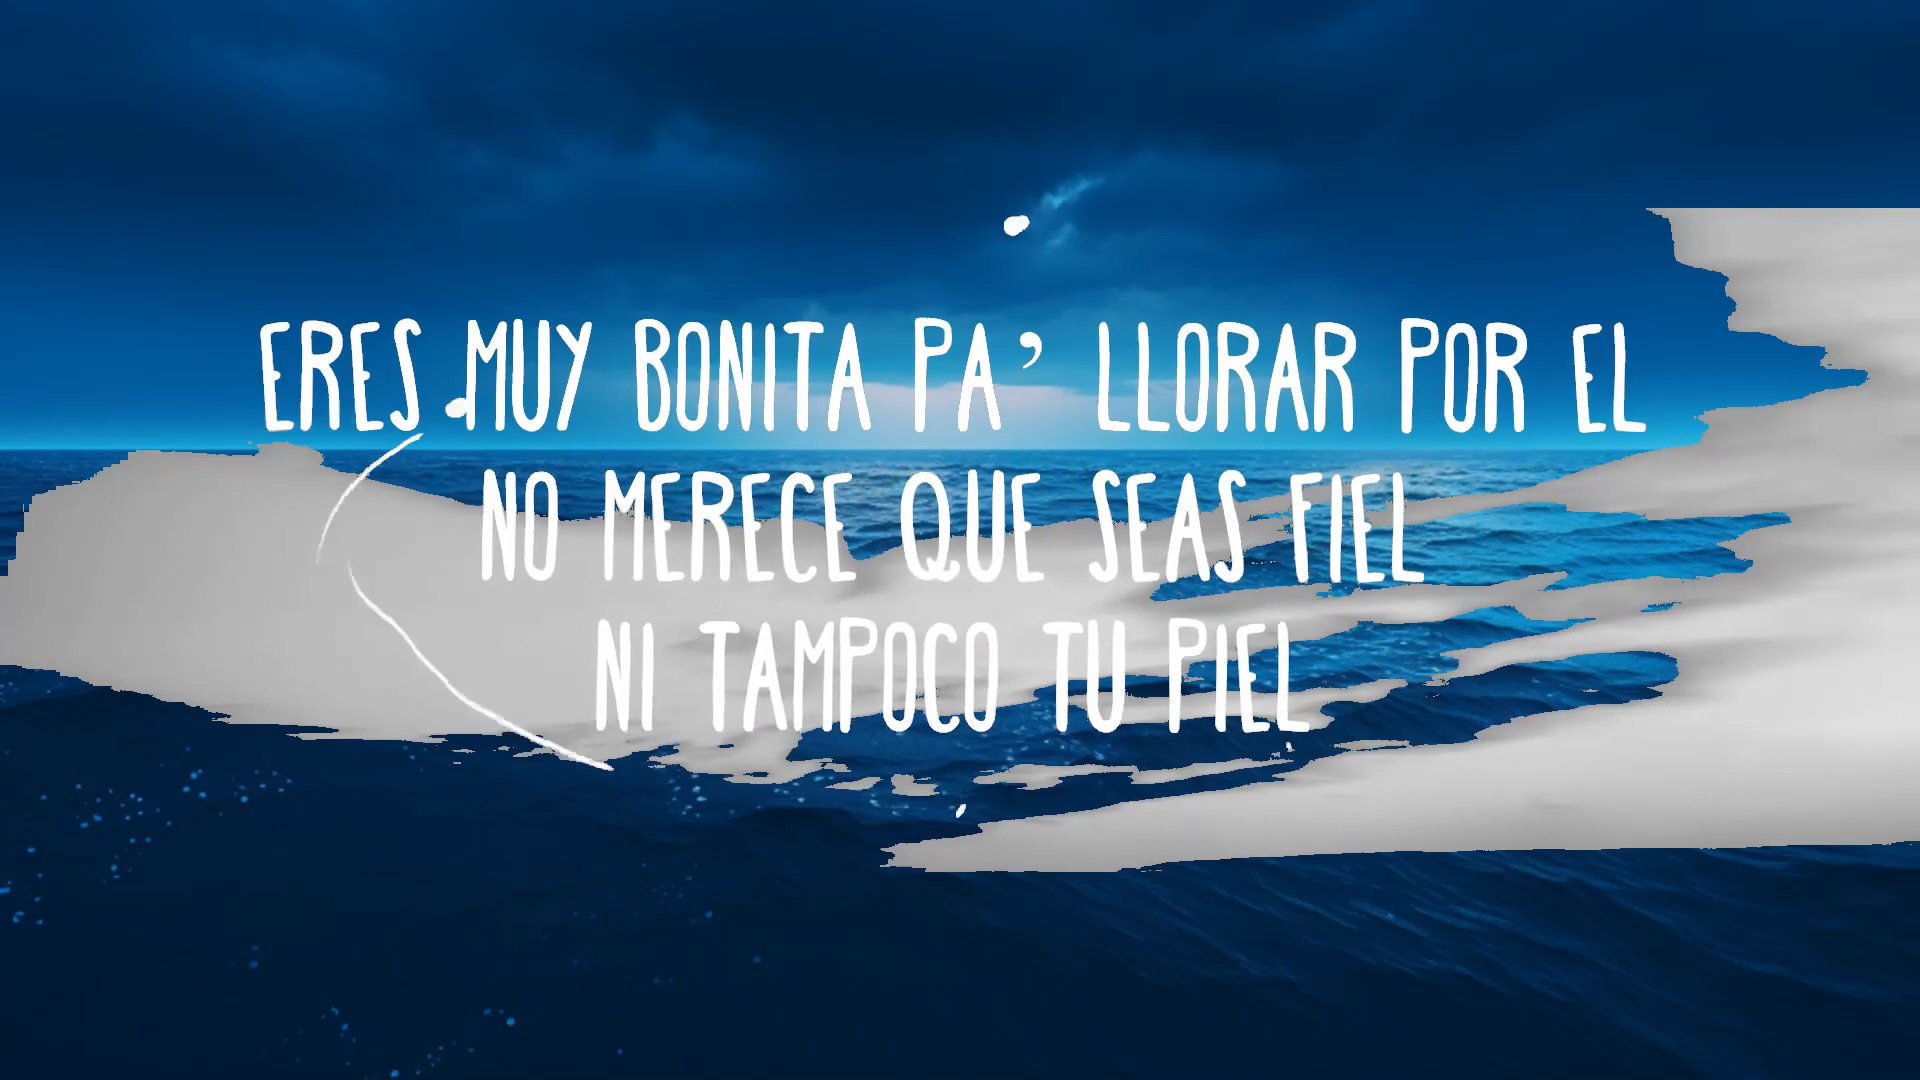 ERES MUY BONITA PA' LLORAR POR EL
NO MERECE QUE SEAS FIEL
NI TAMPOCO TU PIEL